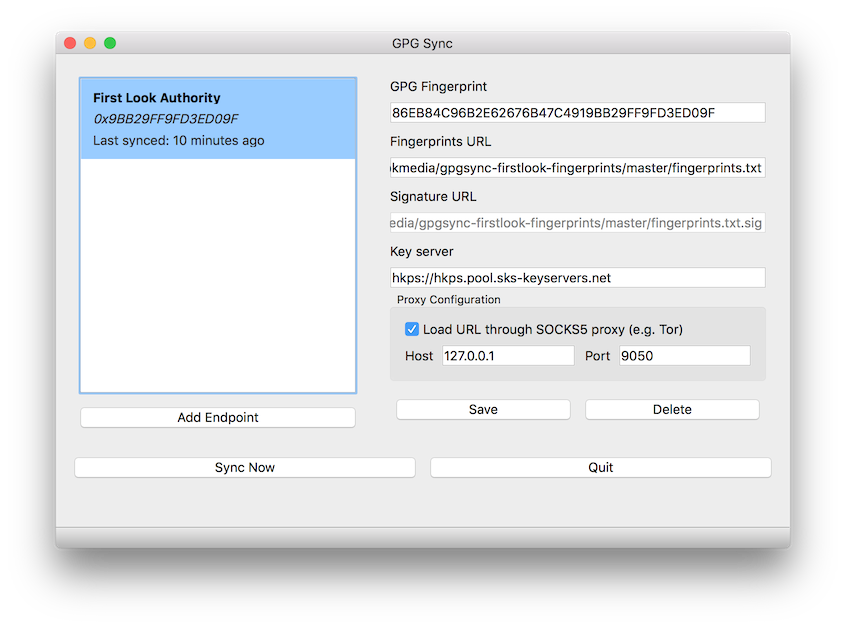 GPG Sync
First Look Authority
0x9BB29FF9FD3ED09F
Last synced: 10 minutes ago
Add Endpoint
GPG Fingerprint
86EB84C96B2E62676B47C4919BB29FF9FD3ED09F
Fingerprints URL
kmedia/gpgsync-firstlook-fingerprints/master/fingerprints.txt
Signature URL
edia/gpgsync-firstlook-fingerprints/master/fingerprints.txt.sig
Key server
hkps://hkps.pool.sks-keyservers.net
Proxy Configuration
Load URL through SOCKS5 proxy (e.g. Tor)
Host 127.0.0.1 Port 9050
Save Delete
Sync Now Quit